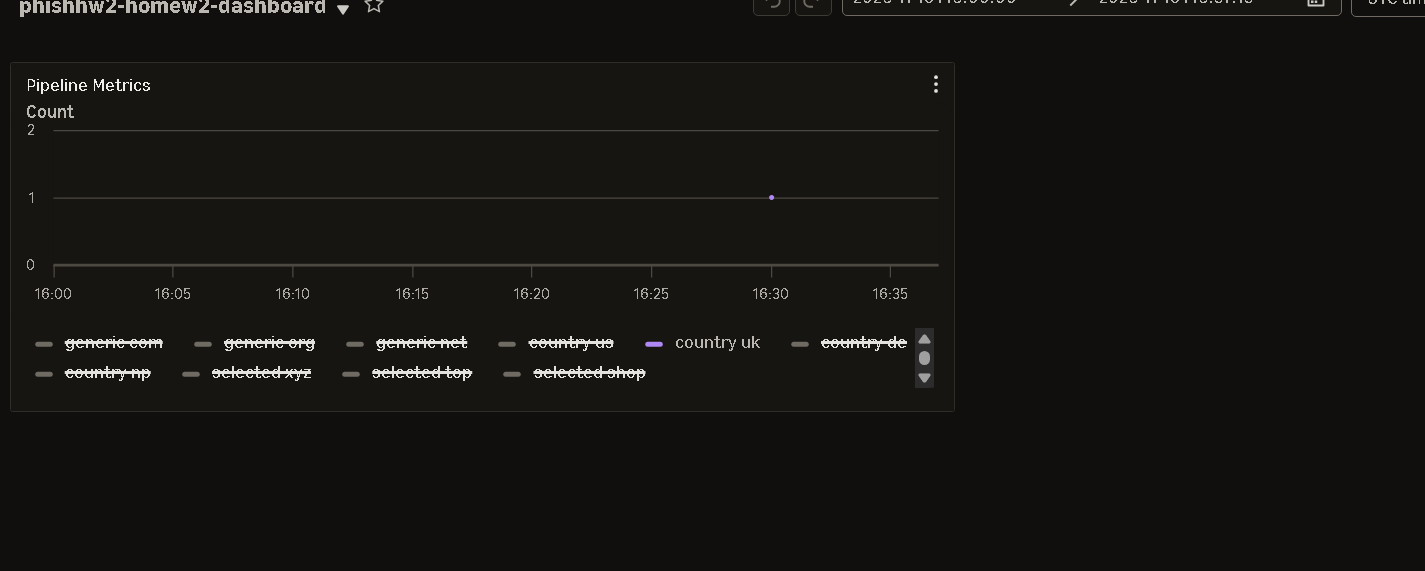 phishhw2-homew2-dashboard
Pipeline Metrics
Count
2
1
0
16:00 16:05 16:10 16:15 16:20 16:25 16:30 16:35
generic com generic org generic net country us country uk country de
country np selected xyz selected top selected shop